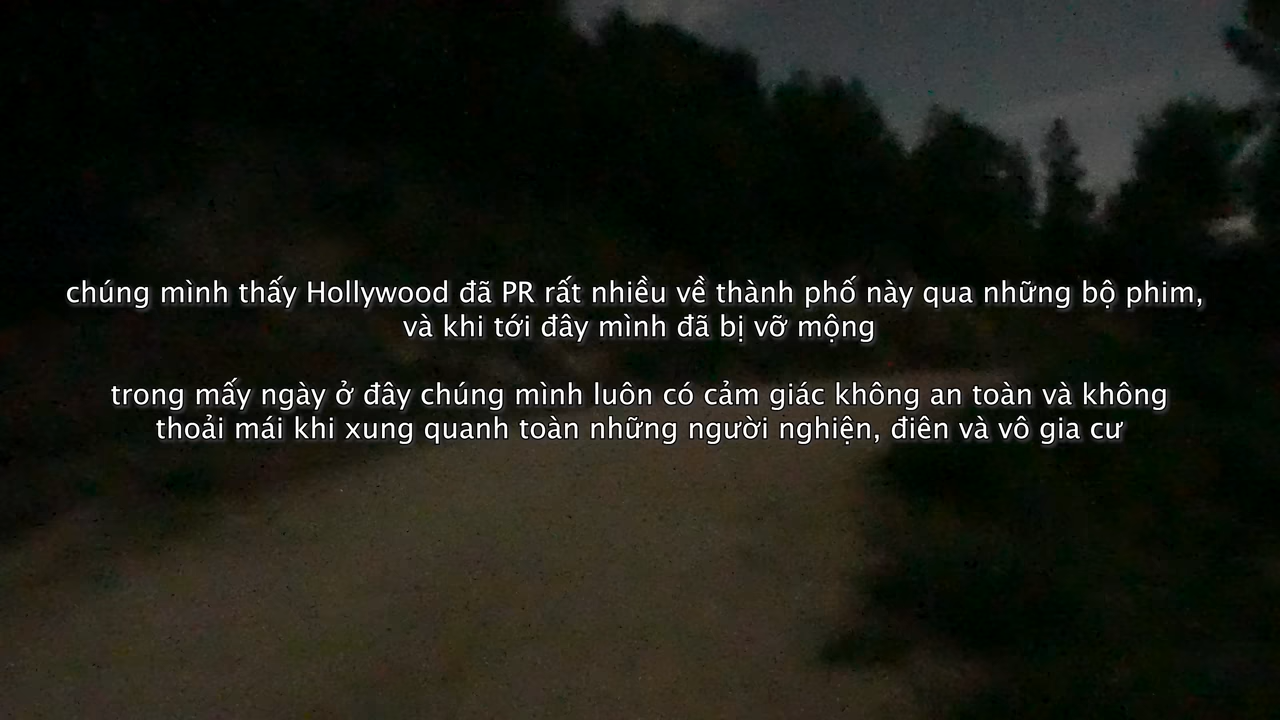 chúng mình thấy Hollywood đã PR rất nhiều về thành phố này qua những bộ phim,
và khi tới đây mình đã bị vỡ mộng
trong mấy ngày ở đây chúng mình luôn có cảm giác không an toàn và không
thoải mái khi xung quanh toàn những người nghiện, điên và vô gia cư